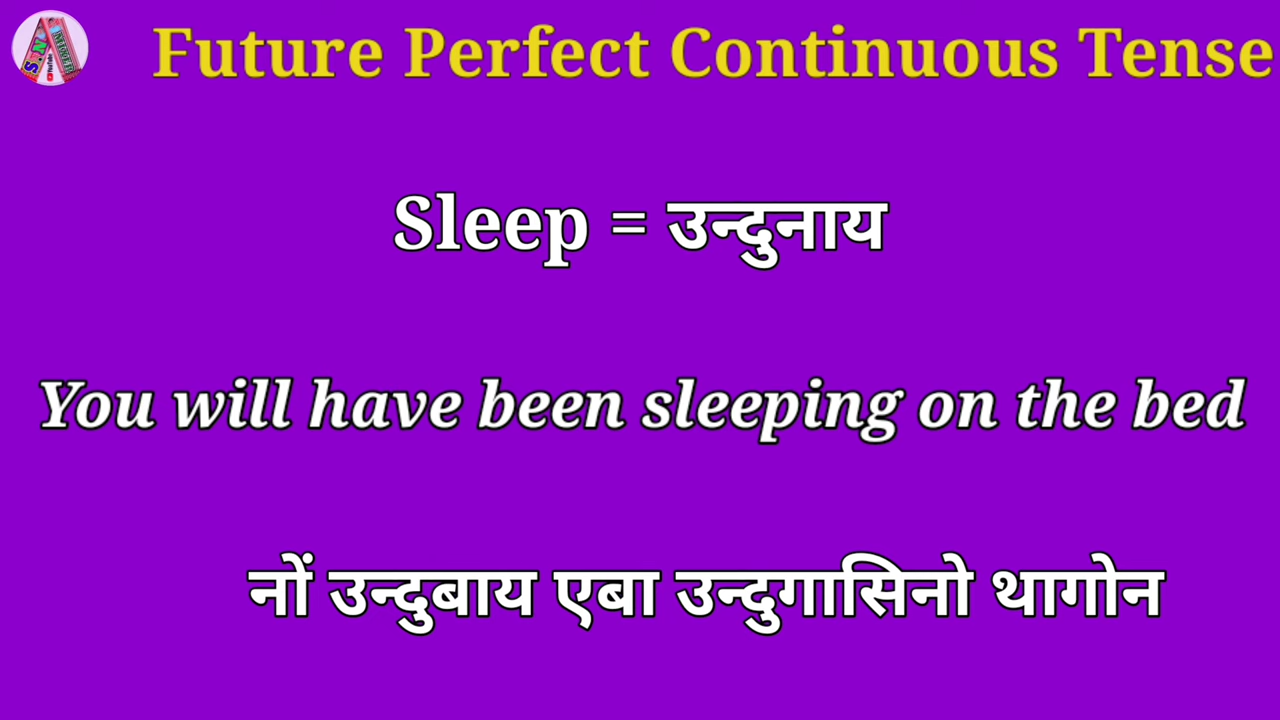 Future Perfect Continuous Tense
Sleep = उन्दुनाय
You will have been sleeping on the bed
नों उन्दुबाय एबा उन्दुगासिनो थागोन